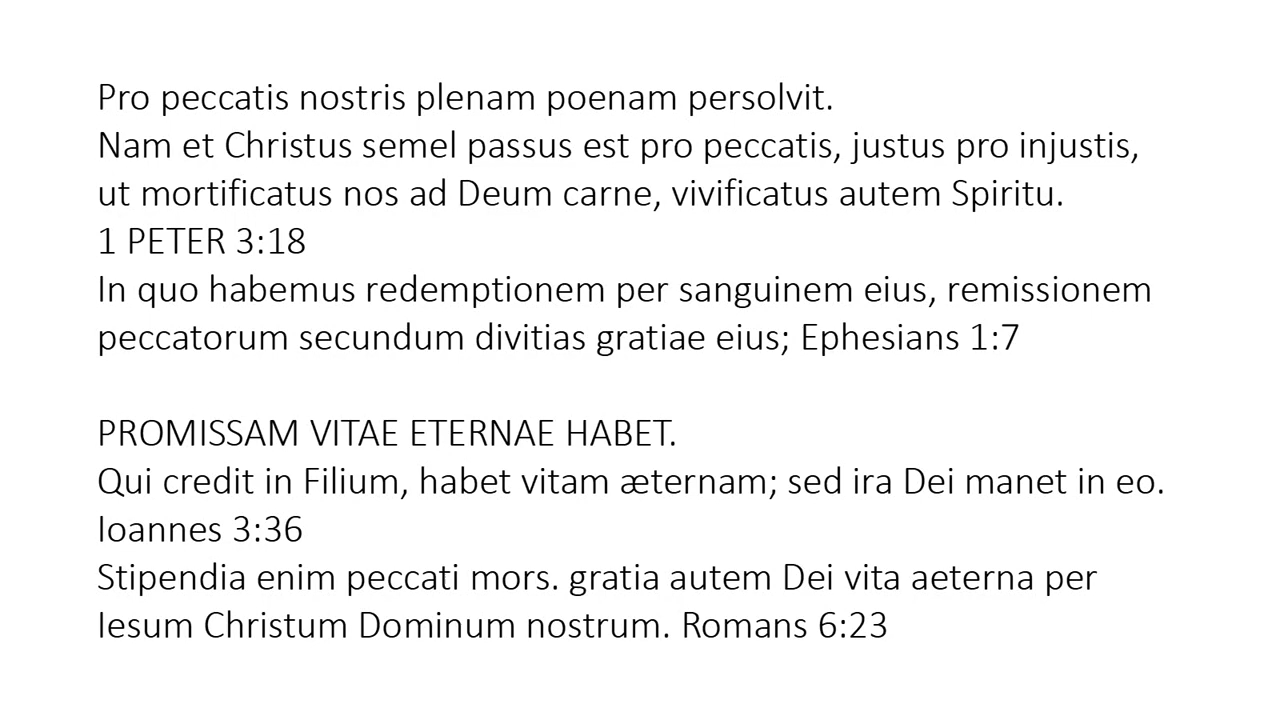 Pro peccatis nostris plenam poenam persolvit.
Nam et Christus semel passus est pro peccatis, justus pro injustis,
ut mortificatus nos ad Deum carne, vivificatus autem Spiritu.
1 PETER 3:18
In quo habemus redemptionem per sanguinem eius, remissionem
peccatorum secundum divitias gratiae eius; Ephesians 1:7
PROMISSAM VITAE ETERNAE HABET.
Qui credit in Filium, habet vitam æternam; sed ira Dei manet in eo.
Ioannes 3:36
Stipendia enim peccati mors. gratia autem Dei vita aeterna per
Iesum Christum Dominum nostrum. Romans 6:23